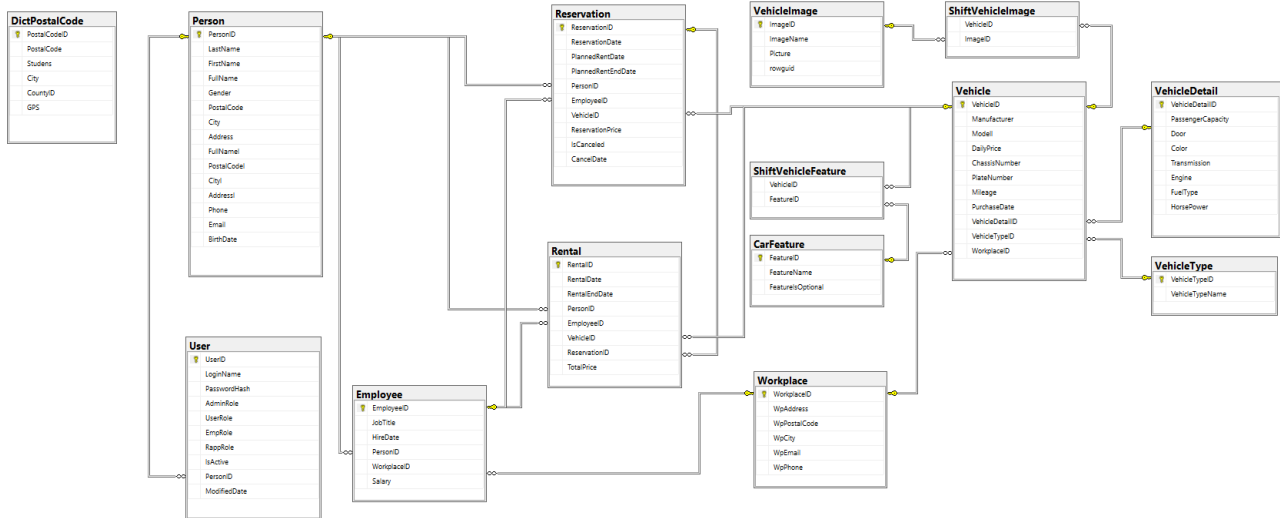 DictPostalCode
PostalCodeID
PostalCode
Studens
City
CountyID
GPS
Person
PersonID
LastName
FirstName
FullName
Gender
PostalCode
City
Address
FullNameI
PostalCodeI
CityI
AddressI
Phone
Email
BirthDate
User
UserID
LoginName
PasswordHash
AdminRole
UserRole
EmpRole
RappRole
IsActive
PersonID
ModifiedDate
Employee
EmployeeID
JobTitle
HireDate
PersonID
WorkplaceID
Salary
Reservation
ReservationID
ReservationDate
PlannedRentDate
PlannedRentEndDate
PersonID
EmployeeID
VehicleID
ReservationPrice
IsCanceled
CancelDate
Rental
RentalID
RentalDate
RentalEndDate
PersonID
EmployeeID
VehicleID
ReservationID
TotalPrice
VehicleImage
ImageID
ImageName
Picture
rowguid
ShiftVehicleFeature
VehicleID
FeatureID
CarFeature
FeatureID
FeatureName
FeatureIsOptional
Workplace
WorkplaceID
WpAddress
WpPostalCode
WpCity
WpEmail
WpPhone
ShiftVehicleImage
VehicleID
ImageID
Vehicle
VehicleID
Manufacturer
Modell
DailyPrice
ChassisNumber
PlateNumber
Mileage
PurchaseDate
VehicleDetailID
VehicleTypeID
WorkplaceID
VehicleDetail
VehicleDetailID
PassengerCapacity
Door
Color
Transmission
Engine
FuelType
HorsePower
VehicleType
VehicleTypeID
VehicleTypeName